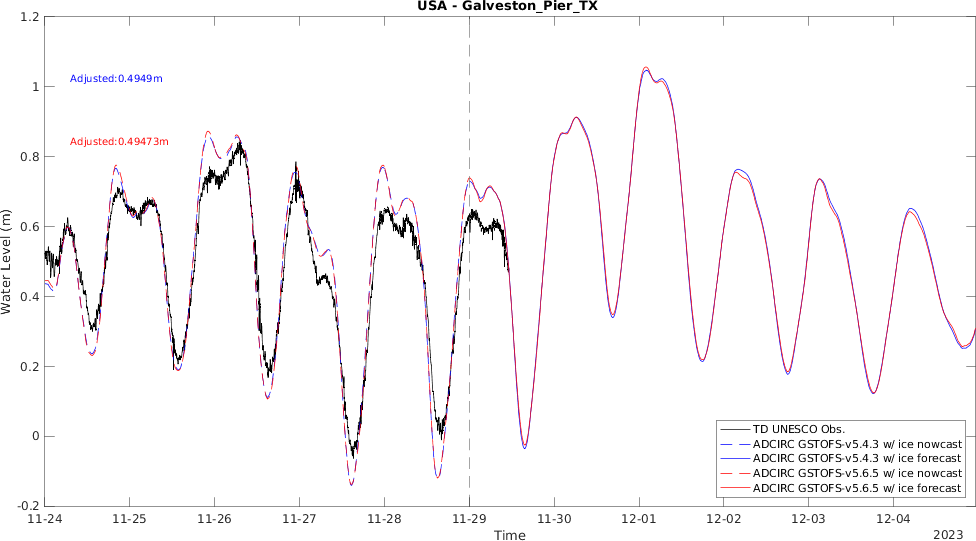 USA - Galveston_Pier_TX
1.2
1
0.8
0.6
0.4
0.2
0
-0.2
Water Level (m)
Adjusted:0.4949m
Adjusted:0.49473m
TD UNESCO Obs.
ADCIRC GSTOFS-v5.4.3 w/ ice nowcast
ADCIRC GSTOFS-v5.4.3 w/ ice forecast
ADCIRC GSTOFS-v5.6.5 w/ ice nowcast
ADCIRC GSTOFS-v5.6.5 w/ ice forecast
11-24 11-25 11-26 11-27 11-28 11-29 11-30 12-01 12-02 12-03 12-04
Time
2023